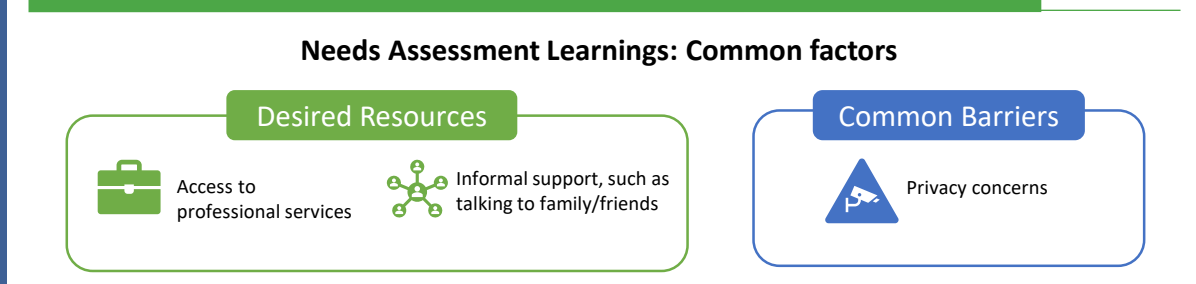 Needs Assessment Learnings: Common factors
Desired Resources
Access to
professional services
Informal support, such as
talking to family/friends
Common Barriers
Privacy concerns